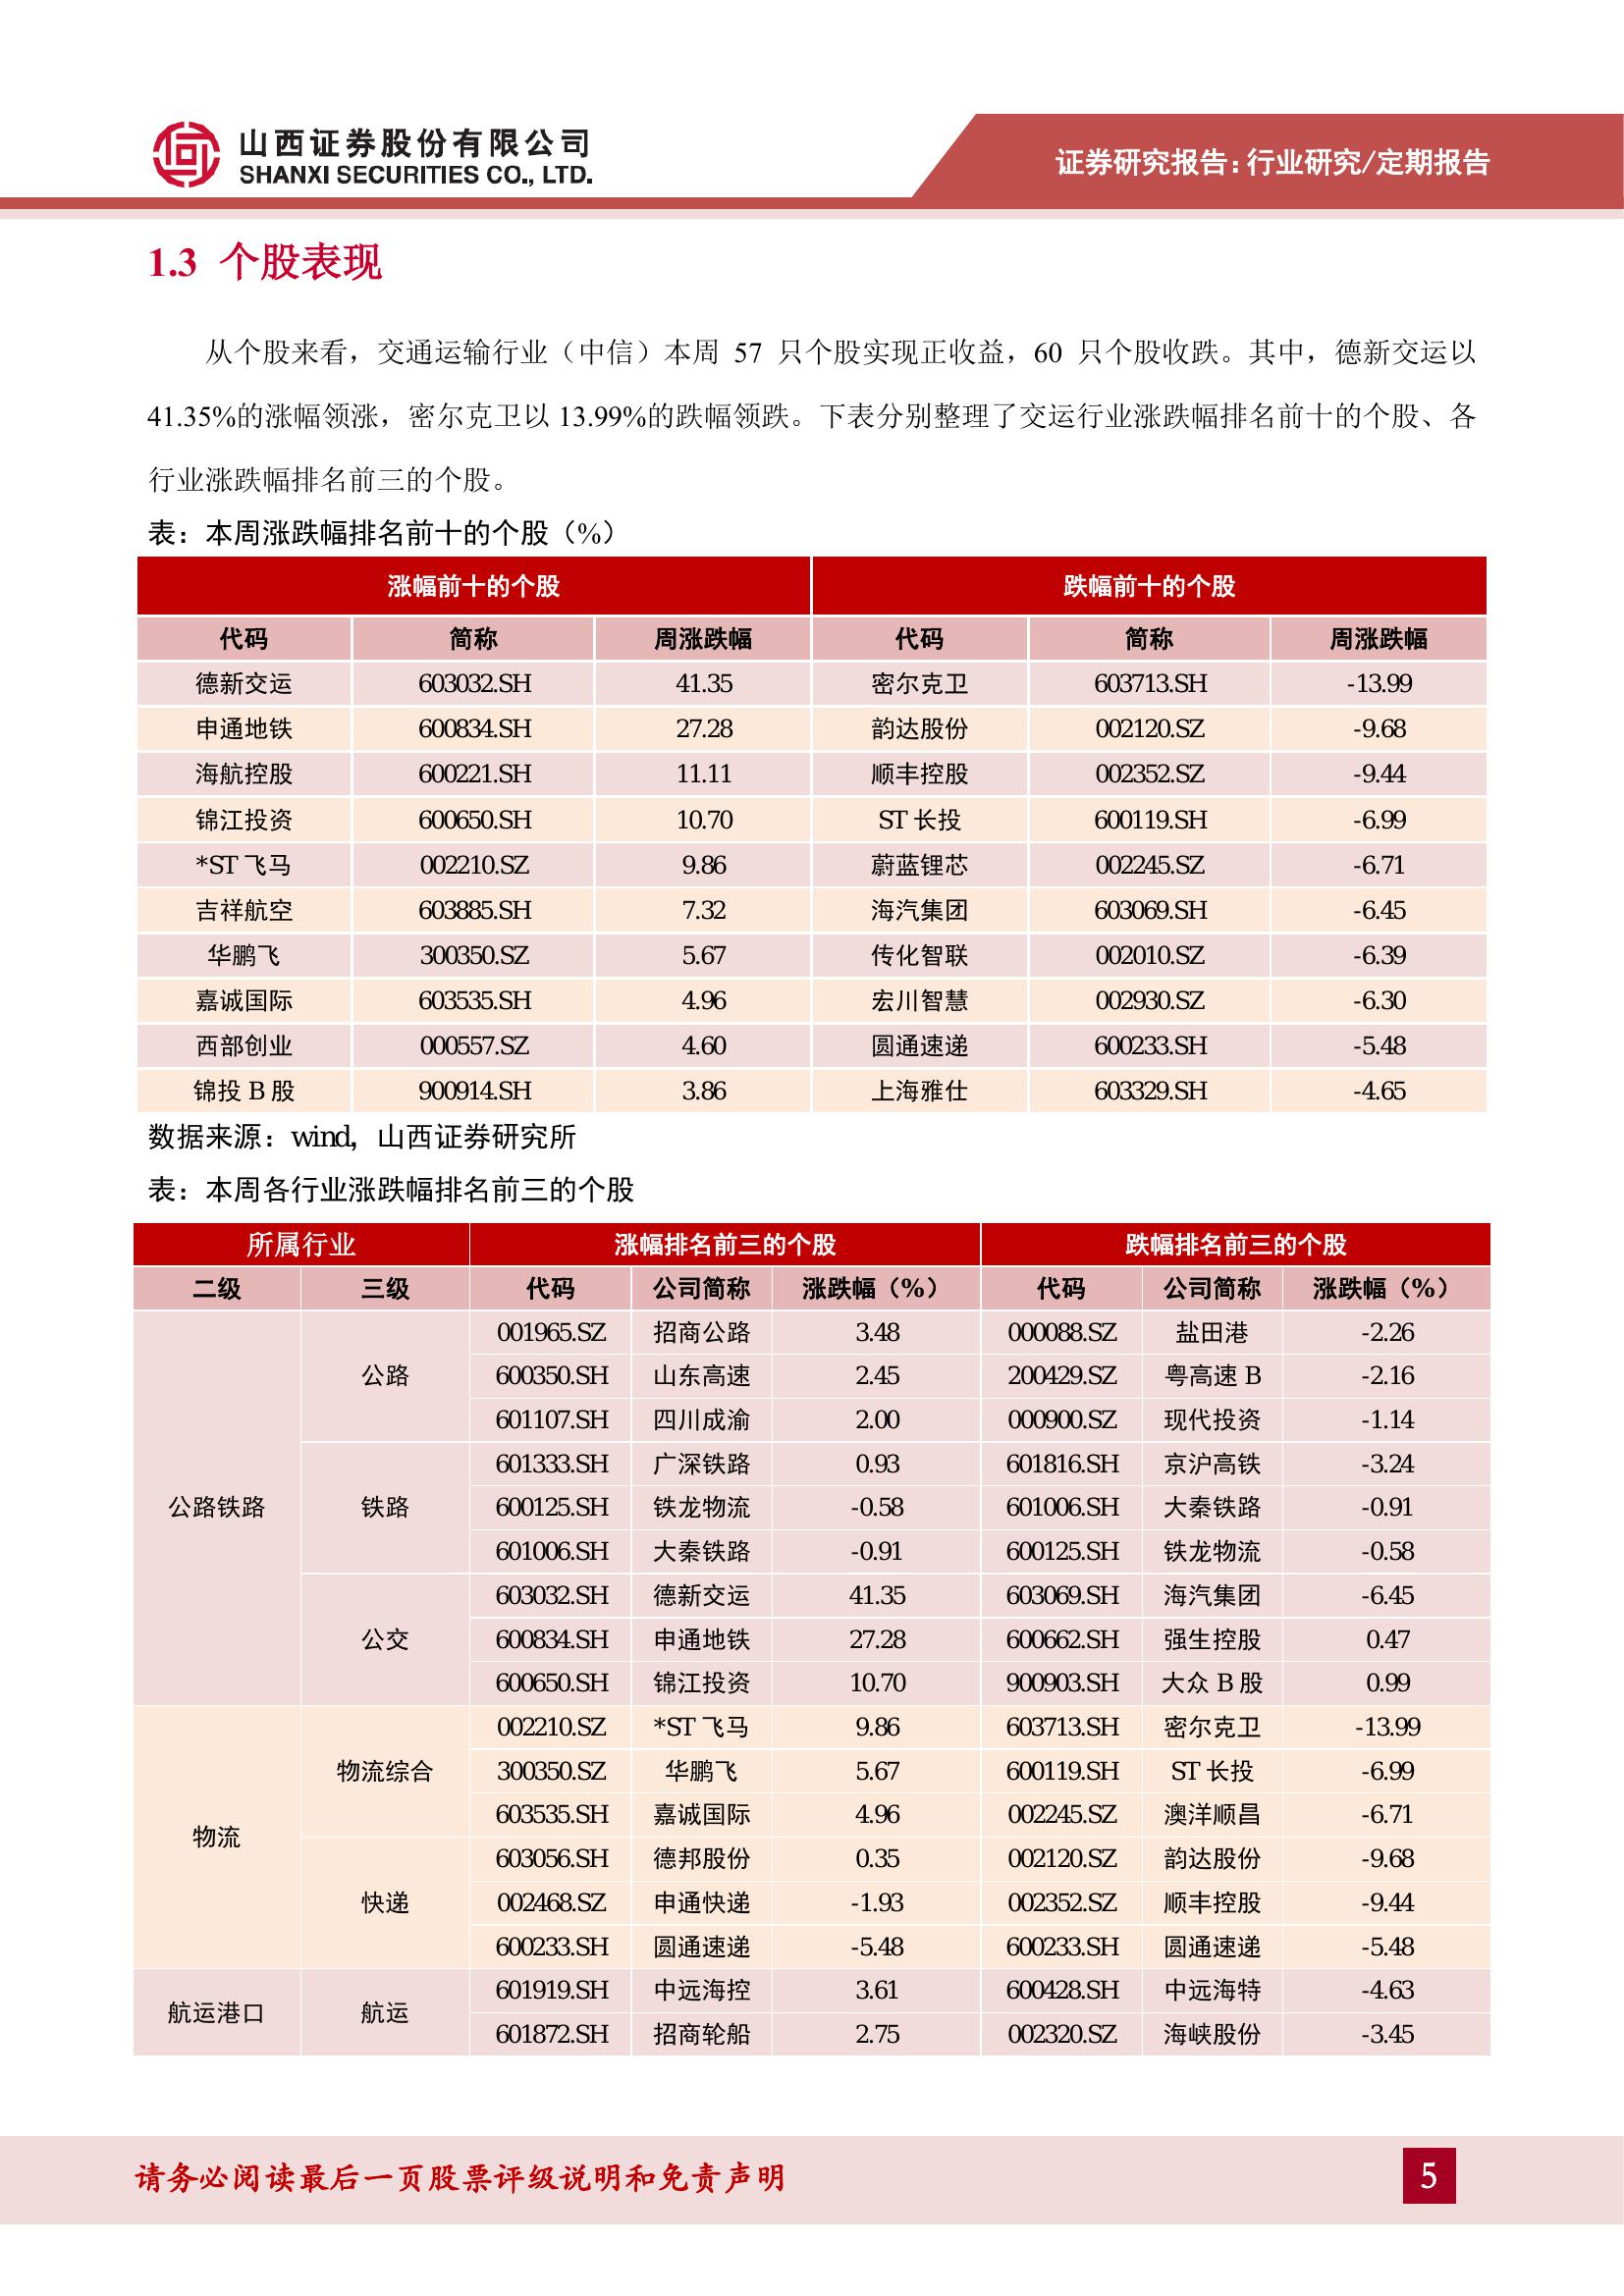 山西证券股份有限公司
SHANXI SECURITIES CO., LTD.
证券研究报告：行业研究/定期报告
1.3 个股表现
从个股来看，交通运输行业（中信）本周 57 只个股实现正收益，60 只个股收跌。其中，德新交运以
41.35%的涨幅领涨，密尔克卫以 13.99%的跌幅领跌。下表分别整理了交运行业涨跌幅排名前十的个股、各
行业涨跌幅排名前三的个股。
表：本周涨跌幅排名前十的个股（%）
涨幅前十的个股 跌幅前十的个股
代码 简称 周涨跌幅 代码 简称 周涨跌幅
德新交运 603032.SH 41.35 密尔克卫 603713.SH -13.99
申通地铁 600834.SH 27.28 韵达股份 002120.SZ -9.68
海航控股 600221.SH 11.11 顺丰控股 002352.SZ -9.44
锦江投资 600650.SH 10.70 ST 长投 600119.SH -6.99
*ST 飞马 002210.SZ 9.86 蔚蓝锂芯 002245.SZ -6.71
吉祥航空 603885.SH 7.32 海汽集团 603069.SH -6.45
华鹏飞 300350.SZ 5.67 传化智联 002010.SZ -6.39
嘉诚国际 603535.SH 4.96 宏川智慧 002930.SZ -6.30
西部创业 000557.SZ 4.60 圆通速递 600233.SH -5.48
锦投 B 股 900914.SH 3.86 上海雅仕 603329.SH -4.65
数据来源：wind，山西证券研究所
表：本周各行业涨跌幅排名前三的个股
所属行业 涨幅排名前三的个股 跌幅排名前三的个股
二级 三级 代码 公司简称 涨跌幅（%） 代码 公司简称 涨跌幅（%）
001965.SZ 招商公路 3.48 000088.SZ 盐田港 -2.26
公路 600350.SH 山东高速 2.45 200429.SZ 粤高速 B -2.16
601107.SH 四川成渝 2.00 000900.SZ 现代投资 -1.14
601333.SH 广深铁路 0.93 601816.SH 京沪高铁 -3.24
公路铁路 铁路 600125.SH 铁龙物流 -0.58 601006.SH 大秦铁路 -0.91
601006.SH 大秦铁路 -0.91 600125.SH 铁龙物流 -0.58
603032.SH 德新交运 41.35 603069.SH 海汽集团 -6.45
公交 600834.SH 申通地铁 27.28 600662.SH 强生控股 0.47
600650.SH 锦江投资 10.70 900903.SH 大众 B 股 0.99
002210.SZ *ST 飞马 9.86 603713.SH 密尔克卫 -13.99
物流综合 300350.SZ 华鹏飞 5.67 600119.SH ST 长投 -6.99
603535.SH 嘉诚国际 4.96 002245.SZ 澳洋顺昌 -6.71
物流
603056.SH 德邦股份 0.35 002120.SZ 韵达股份 -9.68
快递 002468.SZ 申通快递 -1.93 002352.SZ 顺丰控股 -9.44
600233.SH 圆通速递 -5.48 600233.SH 圆通速递 -5.48
航运港口 航运
601919.SH 中远海控 3.61 600428.SH 中远海特 -4.63
601872.SH 招商轮船 2.75 002320.SZ 海峡股份 -3.45
请务必阅读最后一页股票评级说明和免责声明
5